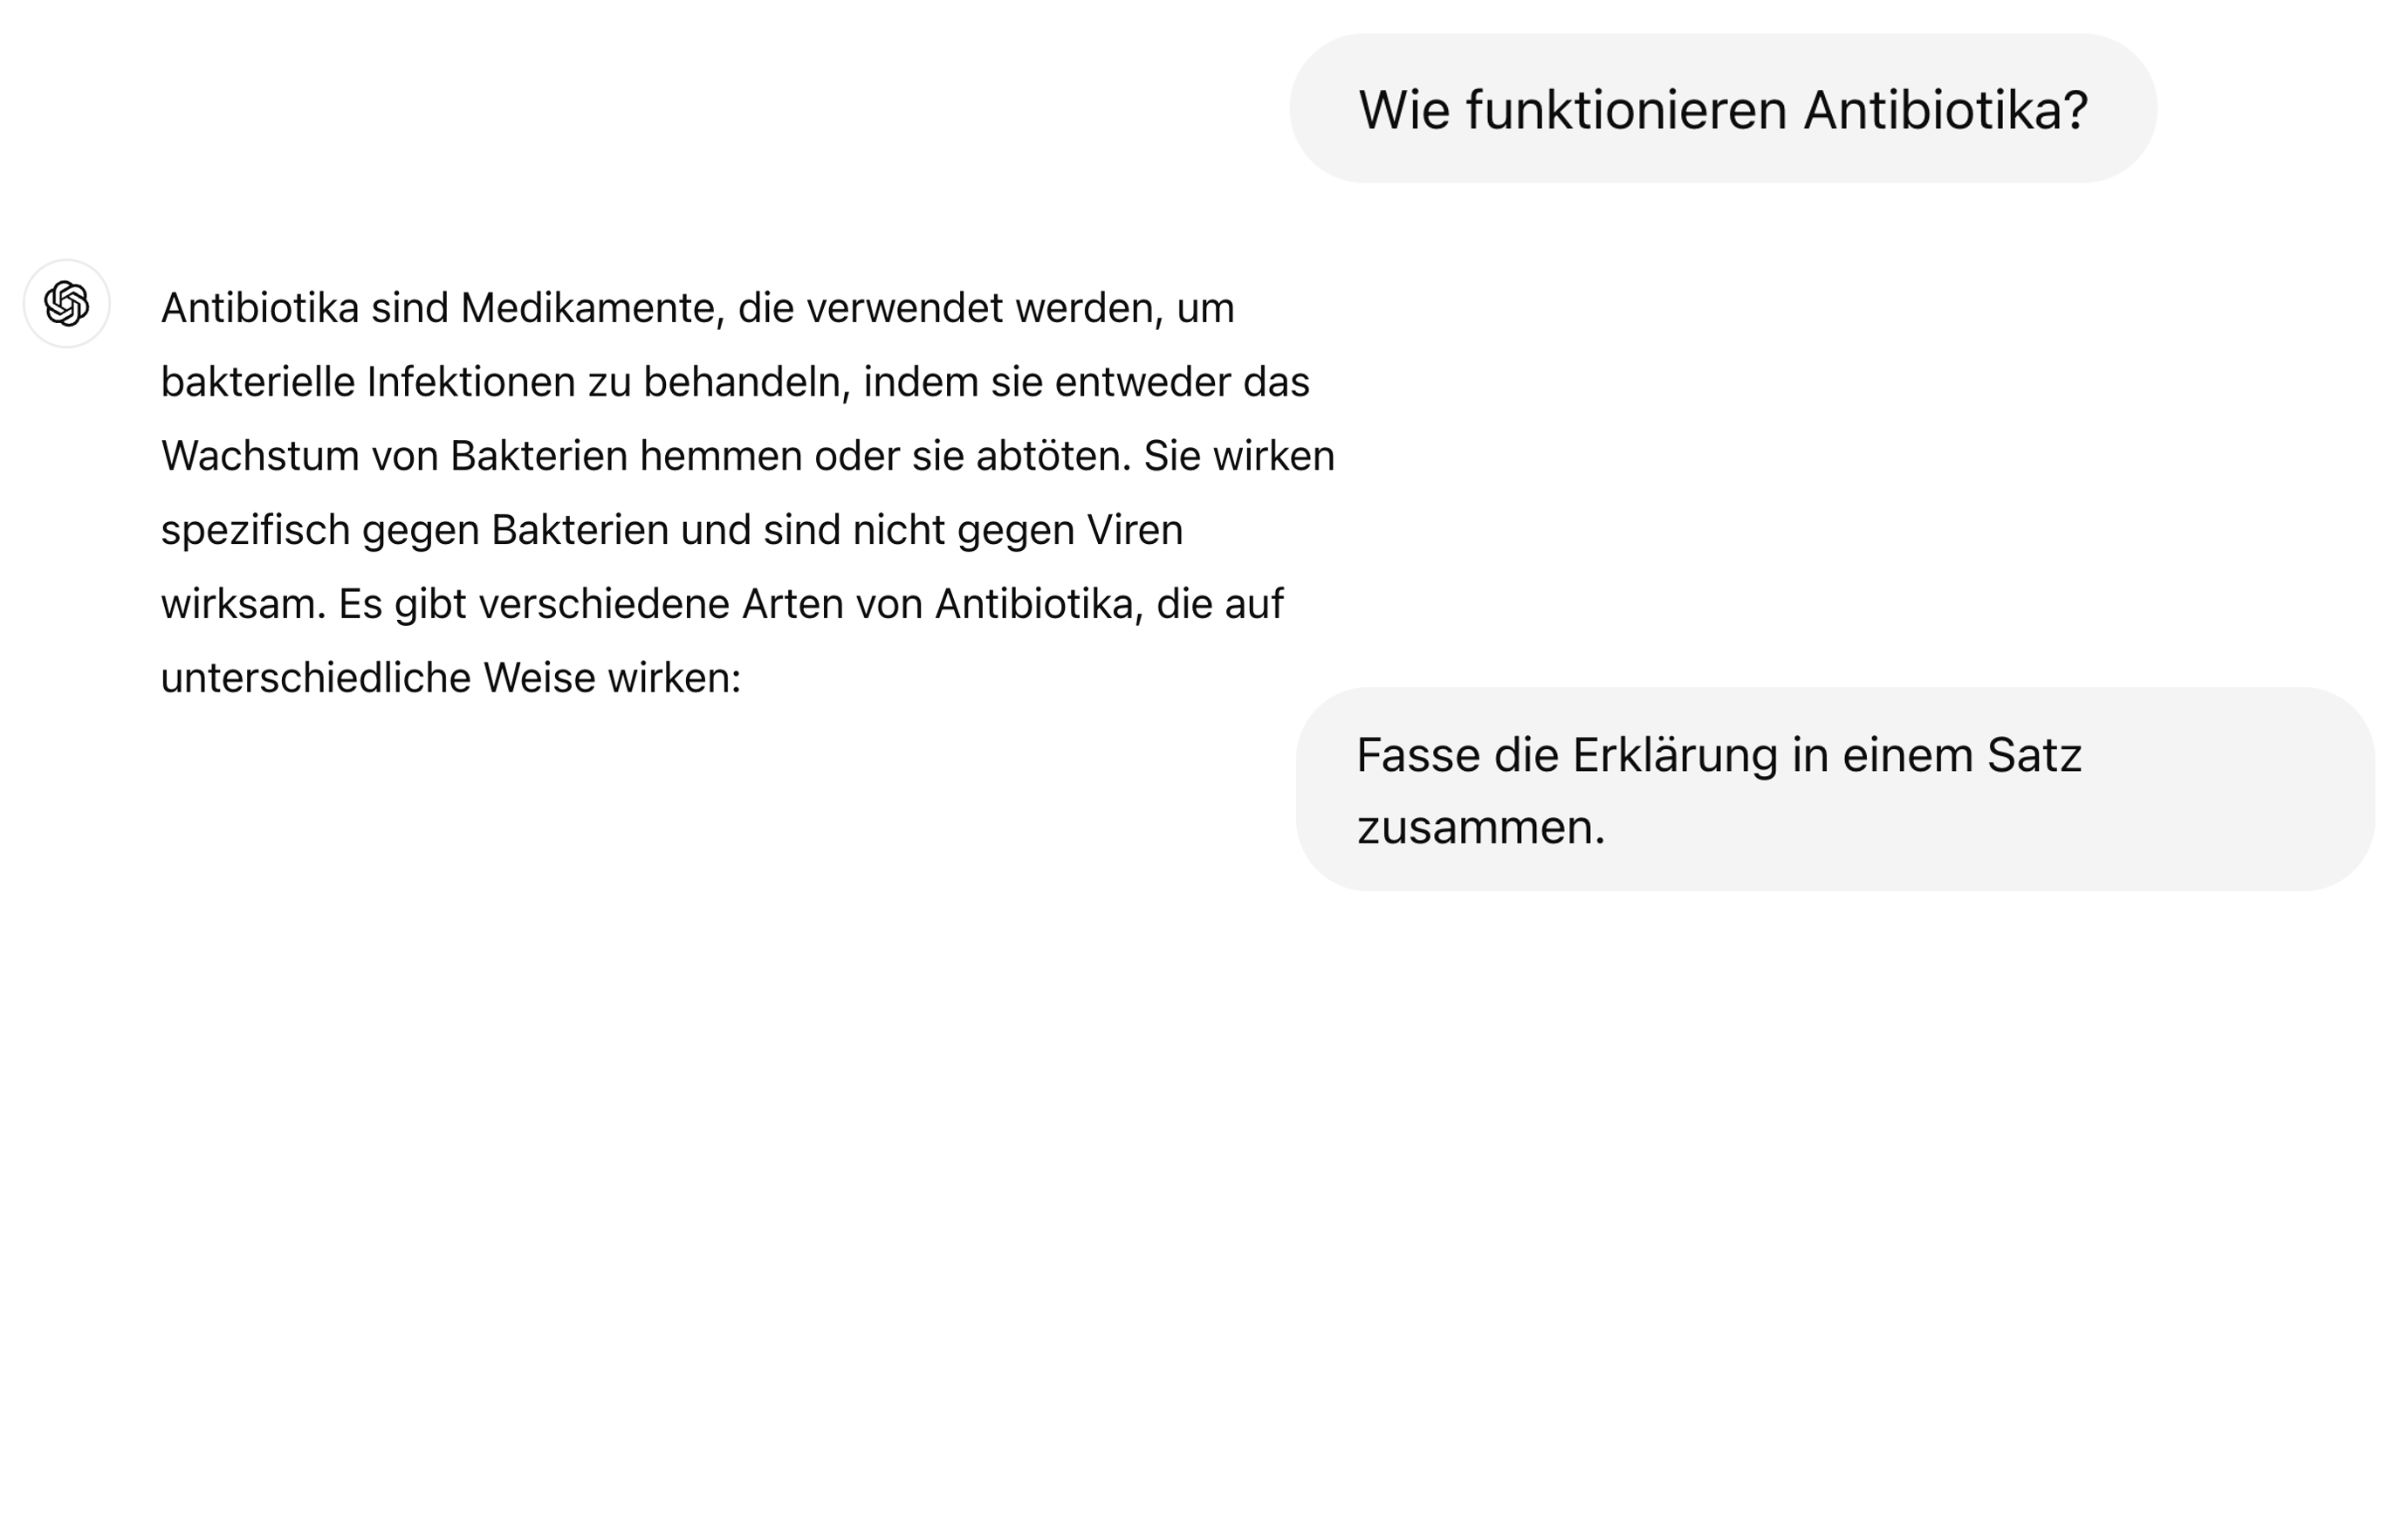 Wie funktionieren Antibiotika?
Antibiotika sind Medikamente, die verwendet werden, um
bakterielle Infektionen zu behandeln, indem sie entweder das
Wachstum von Bakterien hemmen oder sie abtöten. Sie wirken
spezifisch gegen Bakterien und sind nicht gegen Viren
wirksam. Es gibt verschiedene Arten von Antibiotika, die auf
unterschiedliche Weise wirken:
Fasse die Erklärung in einem Satz
zusammen.